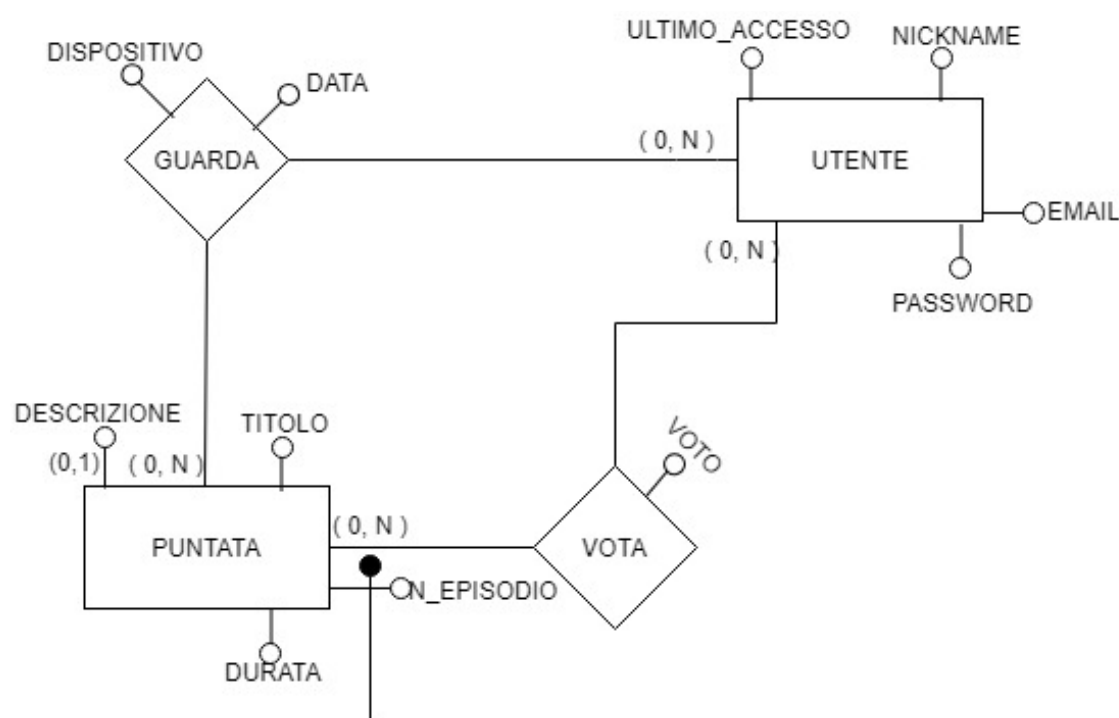 ULTIMO_ACCESSO
NICKNAME
DISPOSITIVO
DATA
GUARDA
( 0, N )
UTENTE
EMAIL
( 0, N )
PASSWORD
DESCRIZIONE
TITOLO
VOTO
(0,1)
( 0, N )
( 0, N )
PUNTATA
VOTA
N_EPISODIO
DURATA